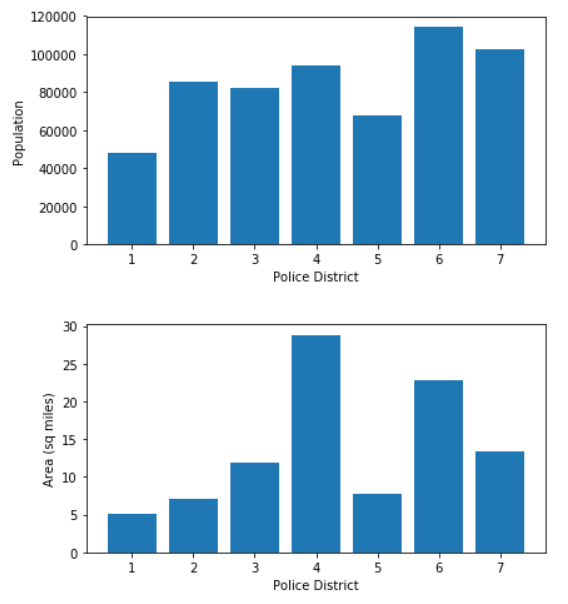 120000
100000
80000
60000
40000
20000
0
Population
1 2 3 4 5 6 7
Police District
30
25
20
15
10
5
0
Area (sq miles)
1 2 3 4 5 6 7
Police District